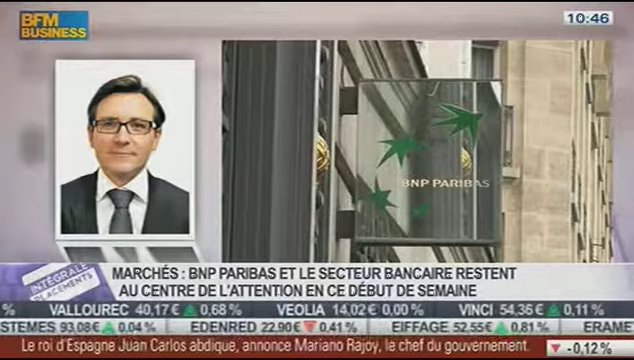 BFM
BUSINESS
10:46
BNP PARIBAS
INTÉGRALE
PLACEMENTS
MARCHÉS : BNP PARIBAS ET LE SECTEUR BANCAIRE RESTENT
AU CENTRE DE L'ATTENTION EN CE DÉBUT DE SEMAINE
% VALLOUREC 40,17€ 0,68 % VEOLIA 14,02€ 0,00 % VINCI 54,36€ 0,11 %
STEMES 93,08€ 0,04 % EDENRED 22,90€ -0,41 % EIFFAGE 52,55€ 0,81 % ERAME
Le roi d'Espagne Juan Carlos abdique, annonce Mariano Rajoy, le chef du gouvernement. -0,12%